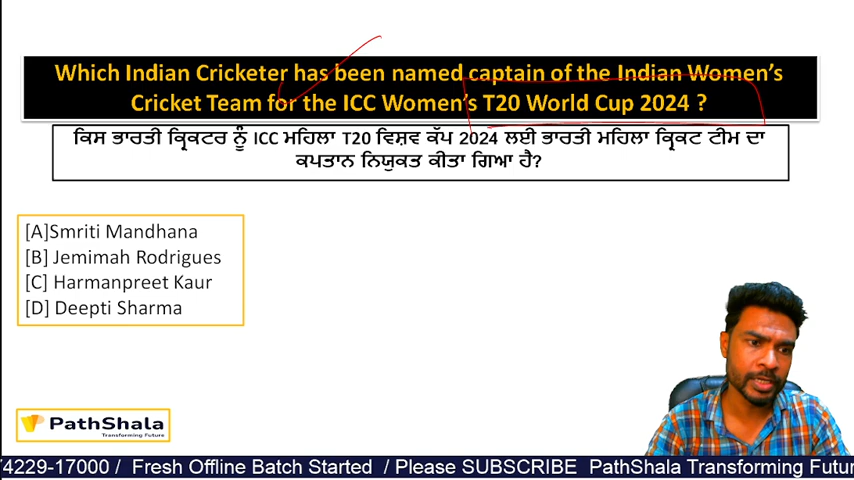 Which Indian Cricketer has been named captain of the Indian Women's
Cricket Team for the ICC Women's T20 World Cup 2024 ?
ਕਿਸ ਭਾਰਤੀ ਕ੍ਰਿਕਟਰ ਨੂੰ ICC ਮਹਿਲਾ T20 ਵਿਸ਼ਵ ਕੱਪ 2024 ਲਈ ਭਾਰਤੀ ਮਹਿਲਾ ਕ੍ਰਿਕਟ ਟੀਮ ਦਾ
ਕਪਤਾਨ ਨਿਯੁਕਤ ਕੀਤਾ ਗਿਆ ਹੈ?
[A]Smriti Mandhana
[B] Jemimah Rodrigues
[C] Harmanpreet Kaur
[D] Deepti Sharma
PathShala
Transforming Future
74229-17000 / Fresh Offline Batch Started / Please SUBSCRIBE PathShala Transforming Futur